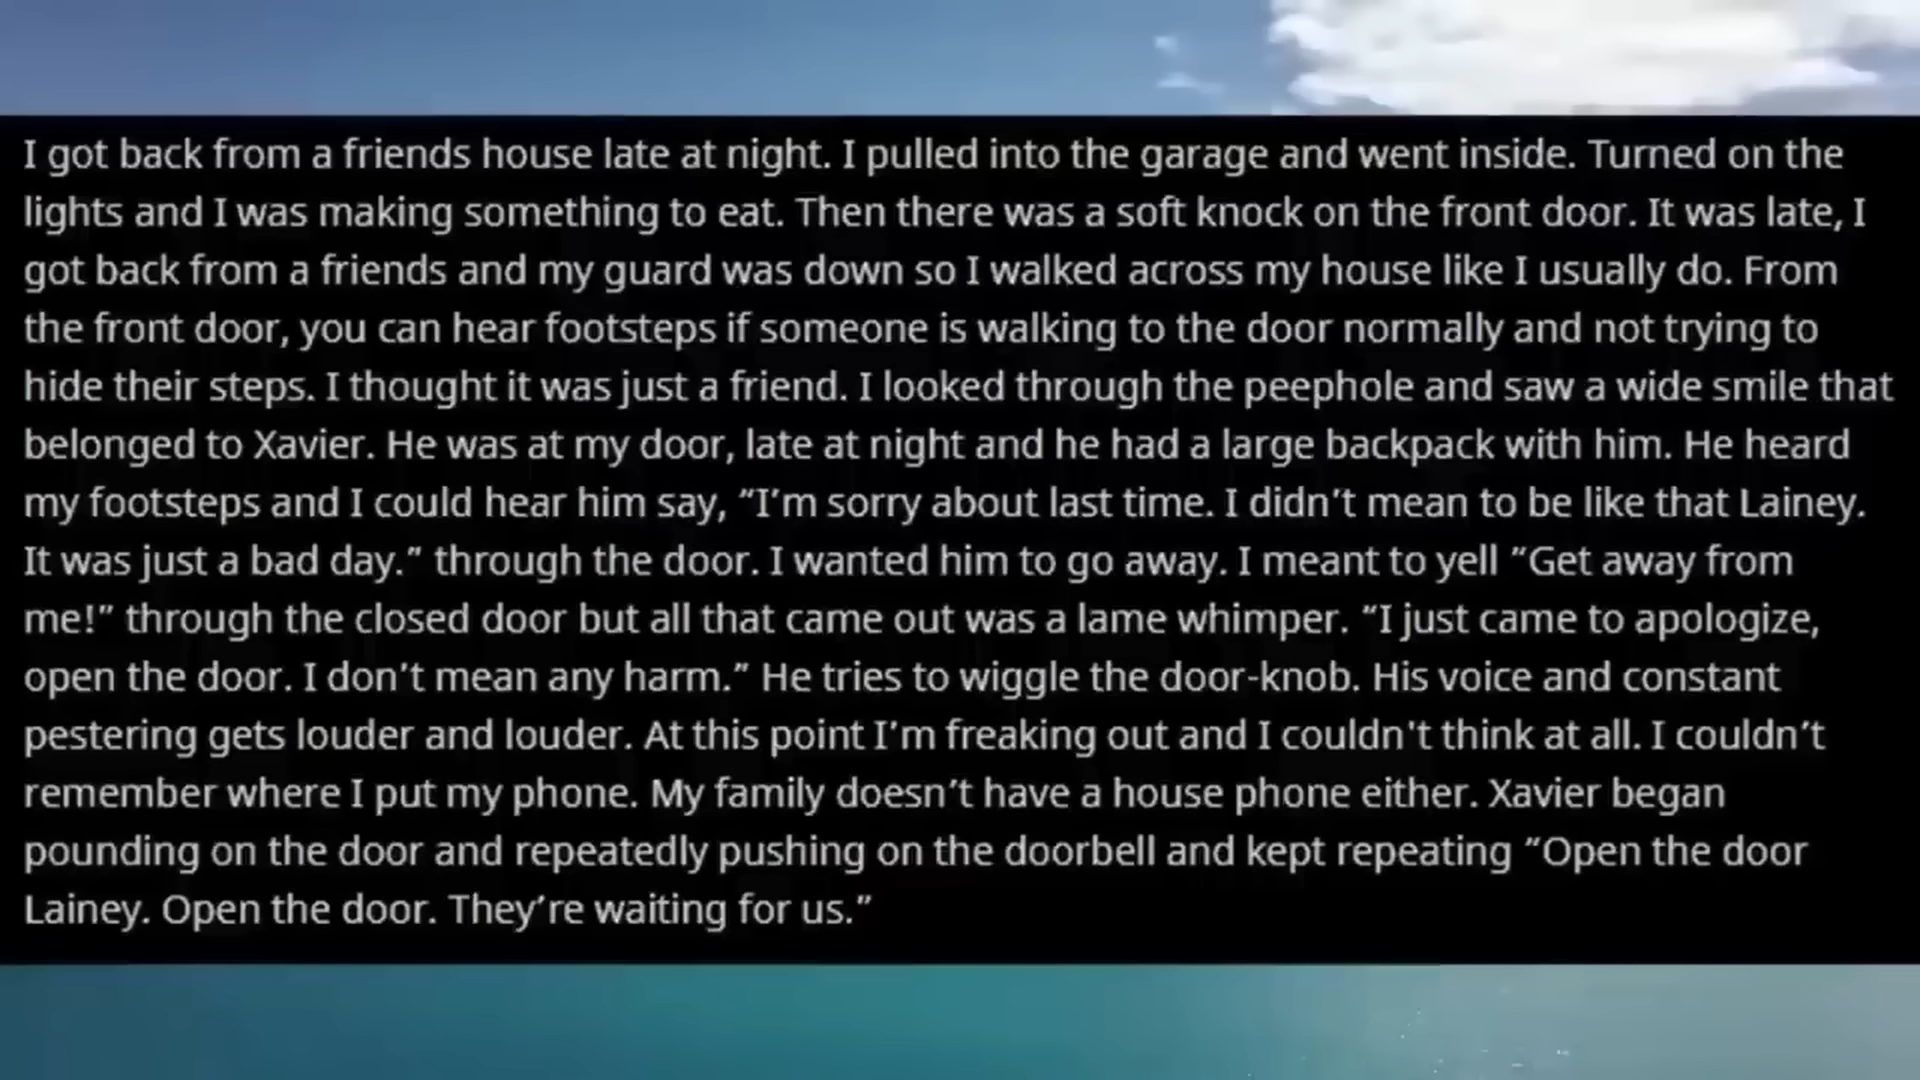 I got back from a friends house late at night. I pulled into the garage and went inside. Turned on the
lights and I was making something to eat. Then there was a soft knock on the front door. It was late, I
got back from a friends and my guard was down so I walked across my house like I usually do. From
the front door, you can hear footsteps if someone is walking to the door normally and not trying to
hide their steps. I thought it was just a friend. I looked through the peephole and saw a wide smile that
belonged to Xavier. He was at my door, late at night and he had a large backpack with him. He heard
my footsteps and I could hear him say, “I’m sorry about last time. I didn’t mean to be like that Lainey.
It was just a bad day.” through the door. I wanted him to go away. I meant to yell “Get away from
me!” through the closed door but all that came out was a lame whimper. “I just came to apologize,
open the door. I don’t mean any harm.” He tries to wiggle the door-knob. His voice and constant
pestering gets louder and louder. At this point I’m freaking out and I couldn't think at all. I couldn’t
remember where I put my phone. My family doesn’t have a house phone either. Xavier began
pounding on the door and repeatedly pushing on the doorbell and kept repeating “Open the door
Lainey. Open the door. They’re waiting for us.”